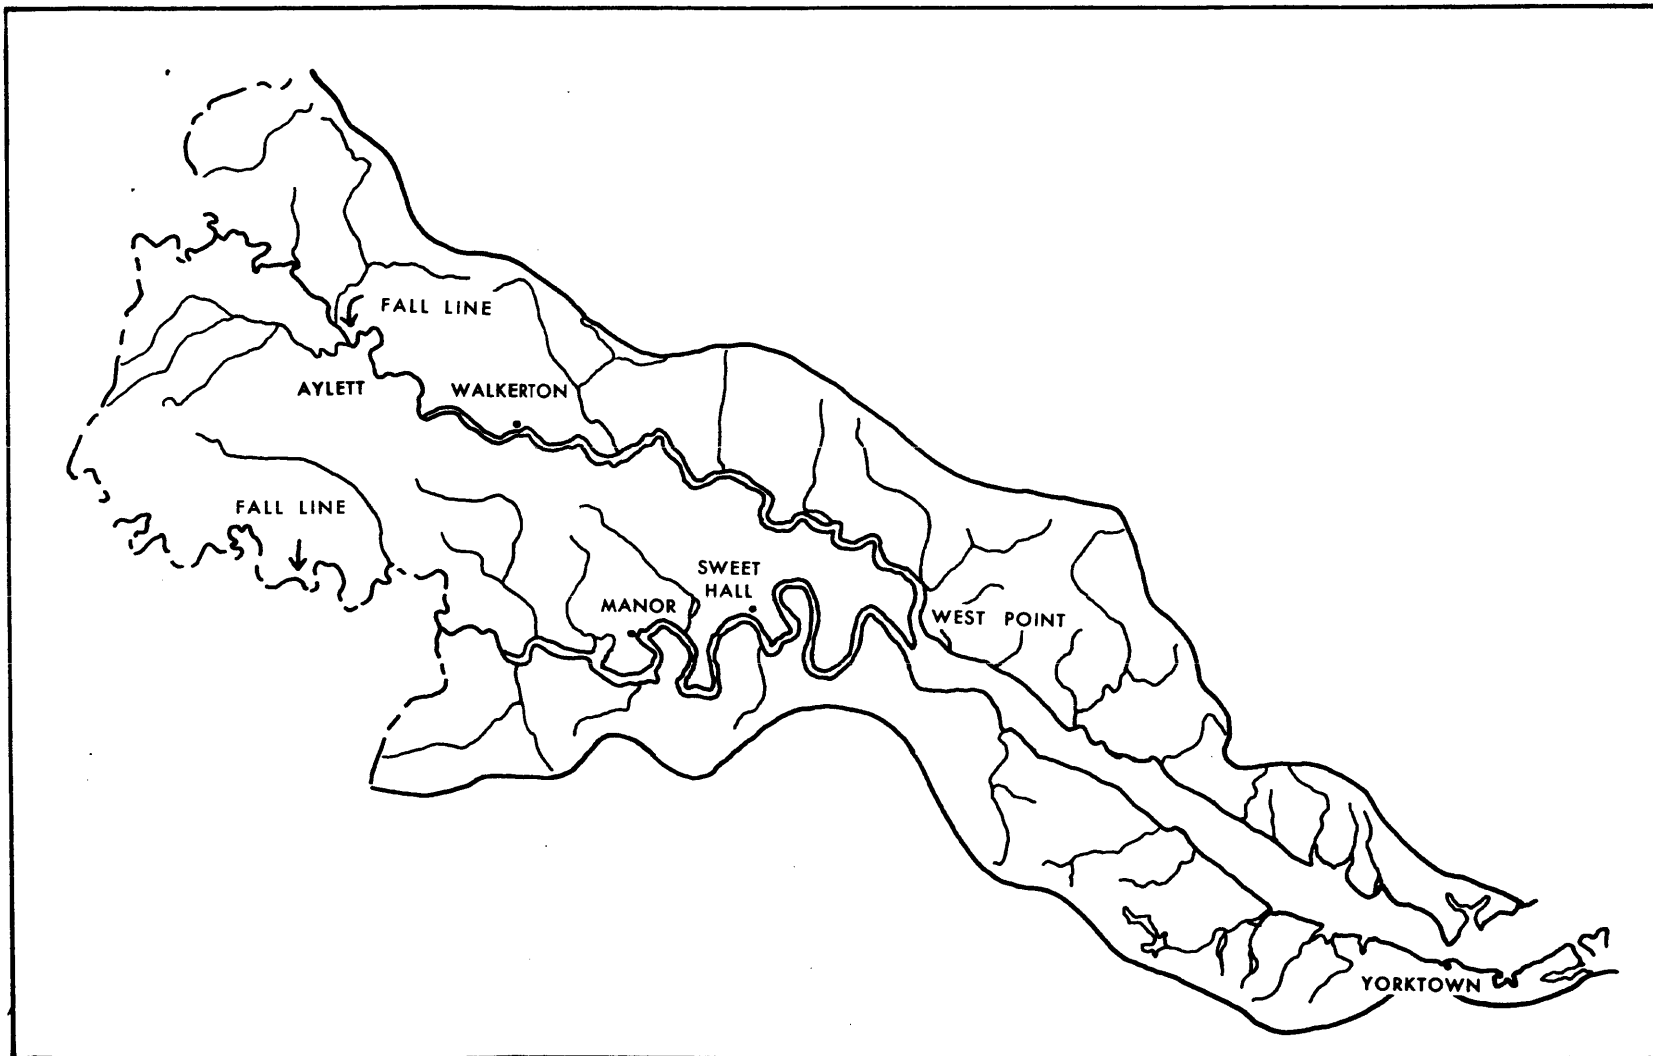 FALL LINE
AYLETT
WALKERTON
FALL LINE
SWEET
HALL
MANOR
WEST POINT
YORKTOWN